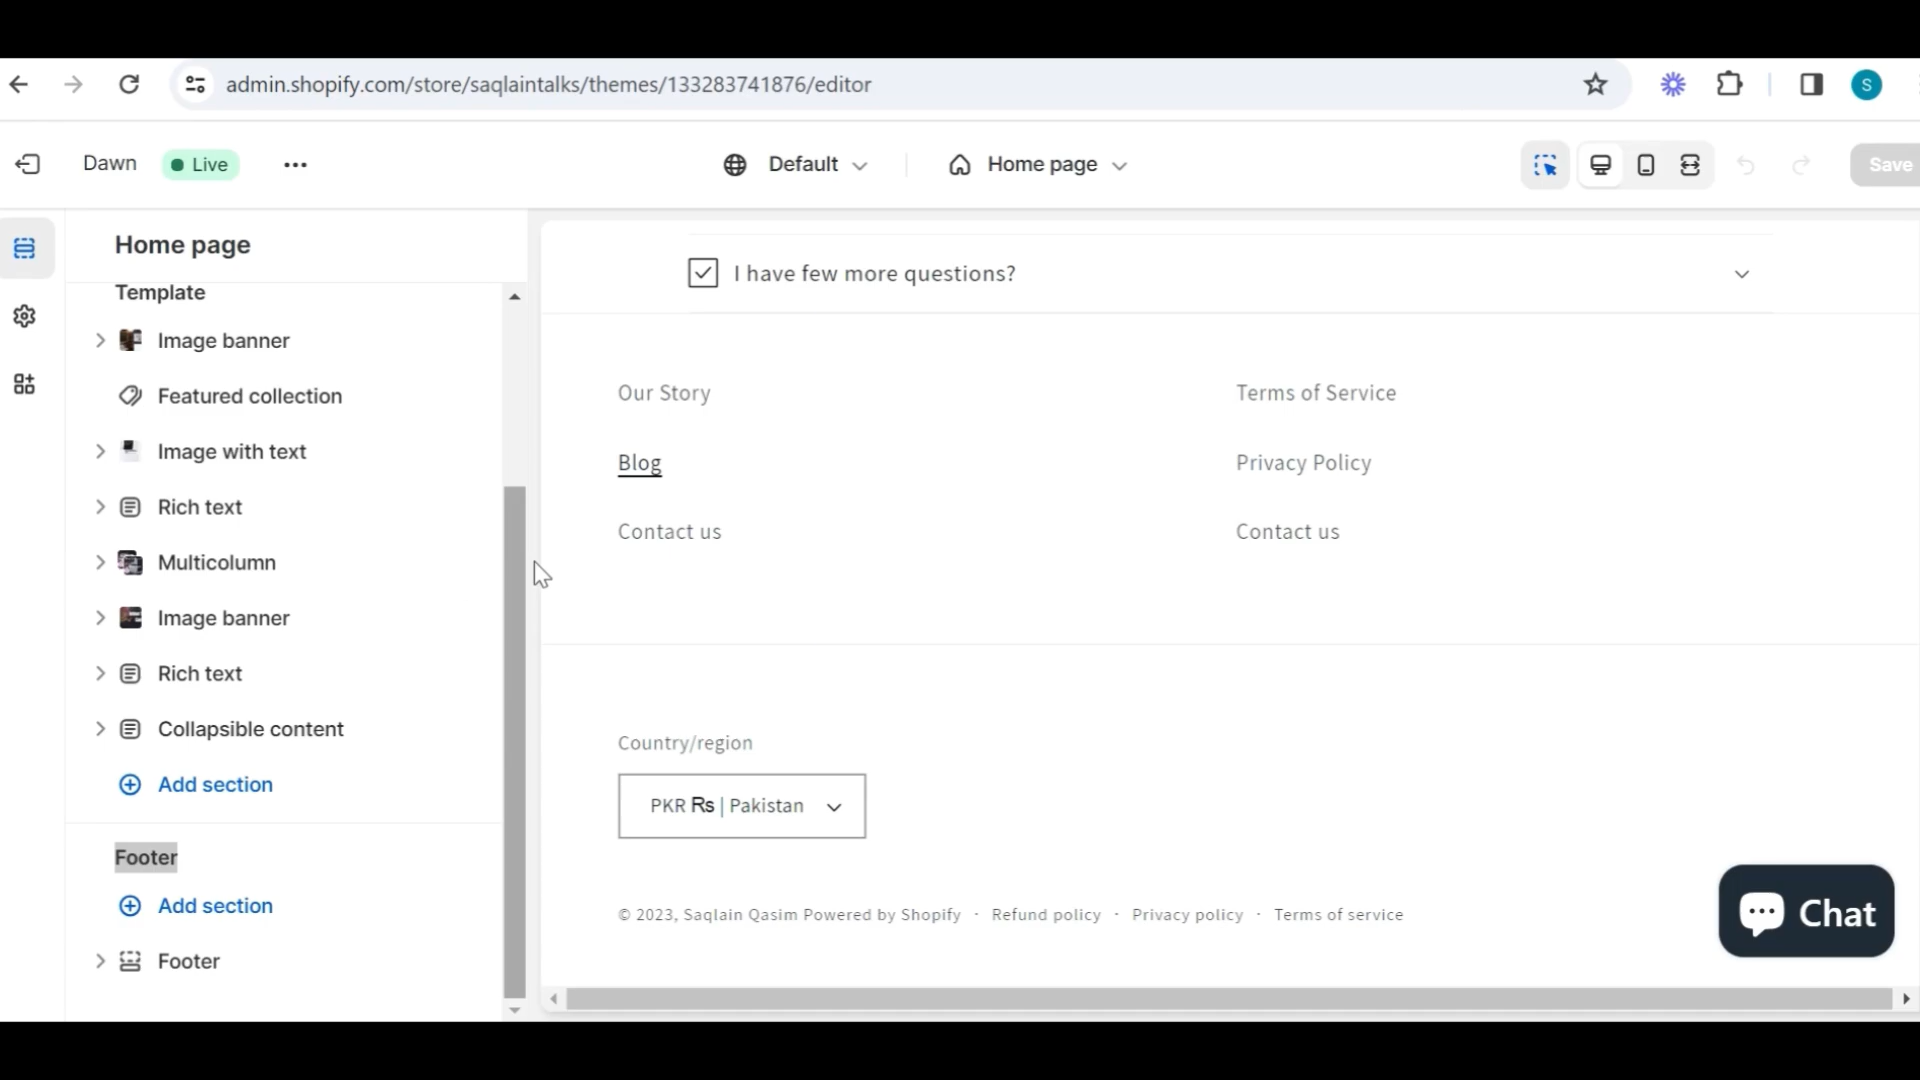 admin.shopify.com/store/saqlaintalks/themes/133283741876/editor
S
Dawn
Live
Default
Home page
Save
Home page
Template
Image banner
Featured collection
Image with text
Rich text
Multicolumn
Image banner
Rich text
Collapsible content
Add section
Footer
Add section
Footer
I have few more questions?
Our Story
Blog
Contact us
Terms of Service
Privacy Policy
Contact us
Country/region
PKR ₨ | Pakistan
© 2023, Saqlain Qasim Powered by Shopify · Refund policy · Privacy policy · Terms of service
Chat